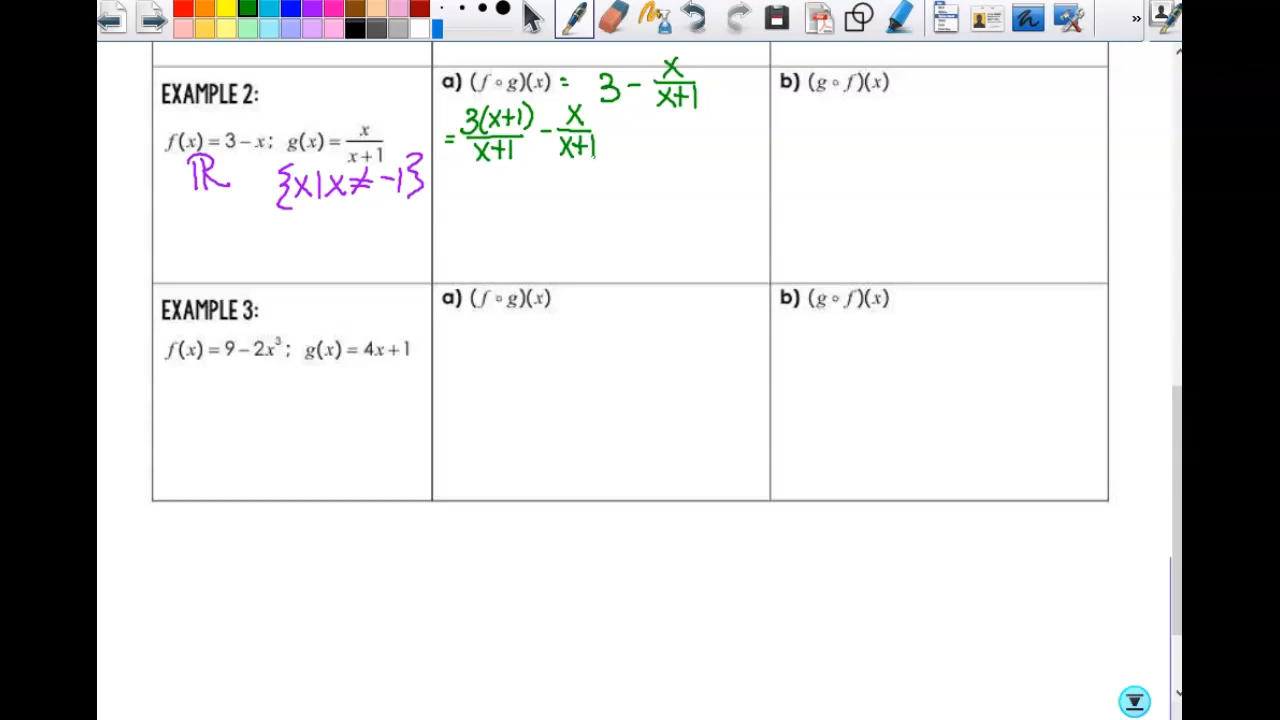 EXAMPLE 2:
f(x) = 3 − x; g(x) = x/(x + 1)
ℝ {x|x ≠ -1}
a) (f ∘ g)(x) = 3 − x/(x+1)
= 3(x+1)/(x+1) − x/(x+1)
b) (g ∘ f)(x)
EXAMPLE 3:
f(x) = 9 − 2x³; g(x) = 4x + 1
a) (f ∘ g)(x)
b) (g ∘ f)(x)